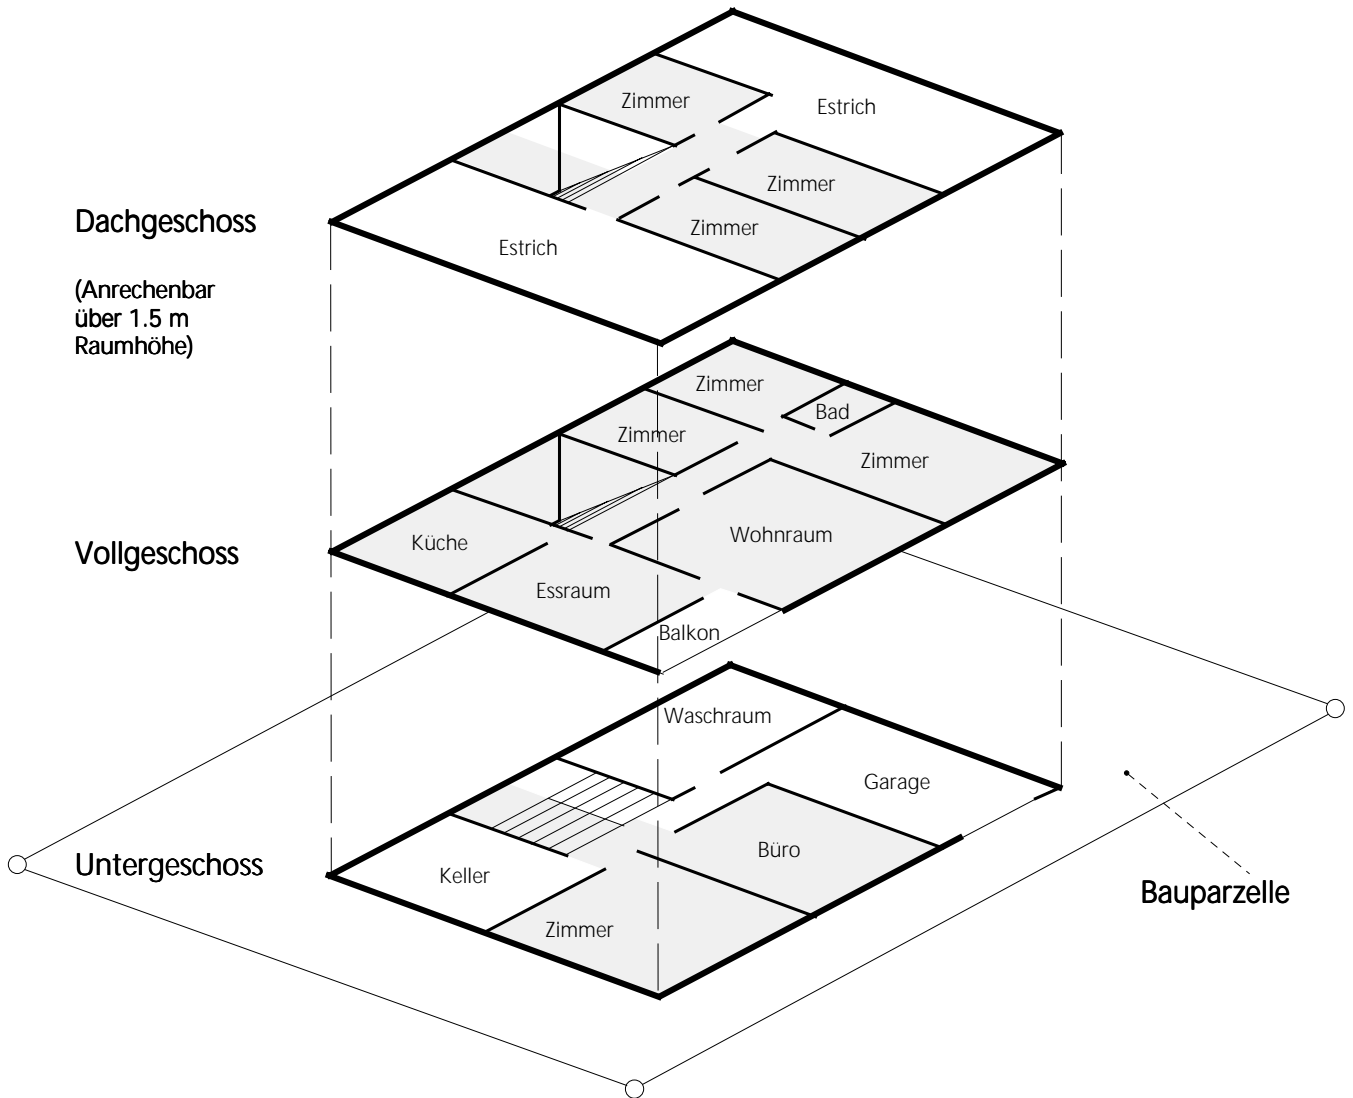 Zimmer
Estrich
Zimmer
Dachgeschoss
Zimmer
Estrich
(Anrechenbar
über 1.5 m
Raumhöhe)
Zimmer
Bad
Zimmer
Zimmer
Wohnraum
Küche
Vollgeschoss
Essraum
Balkon
Waschraum
Garage
Büro
Untergeschoss
Keller
Bauparzelle
Zimmer